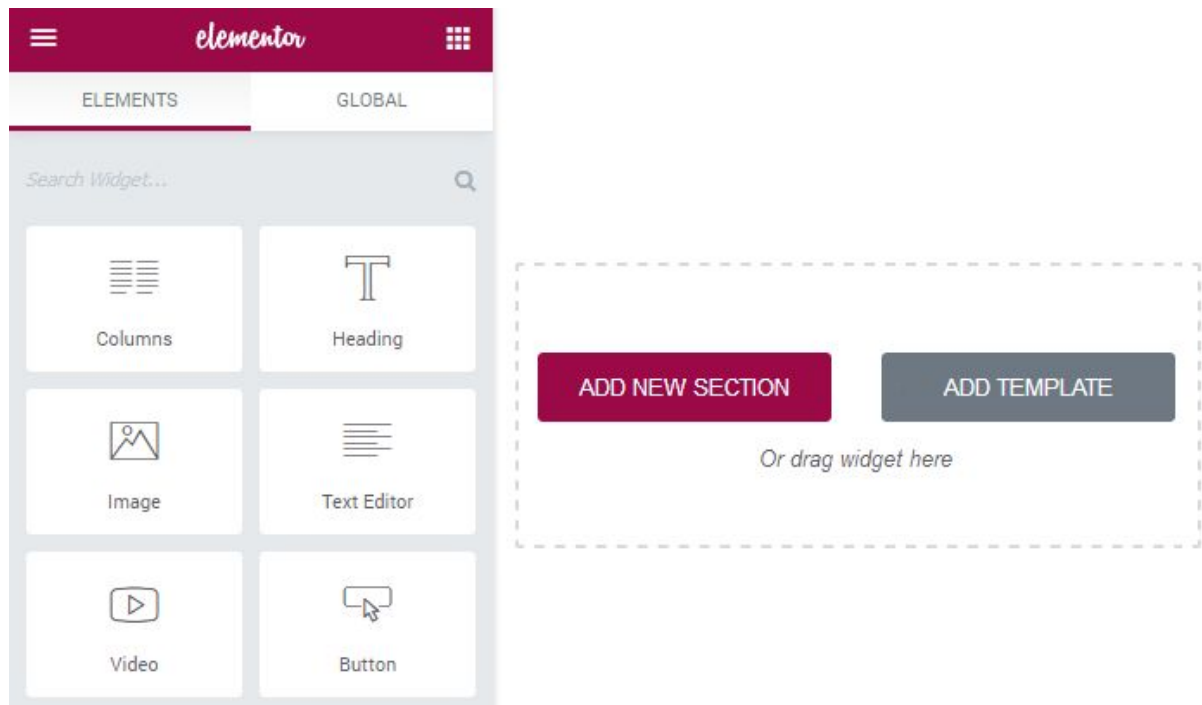 elementor
ELEMENTS GLOBAL
Search Widget...
Columns Heading
Image Text Editor
Video Button
ADD NEW SECTION ADD TEMPLATE
Or drag widget here